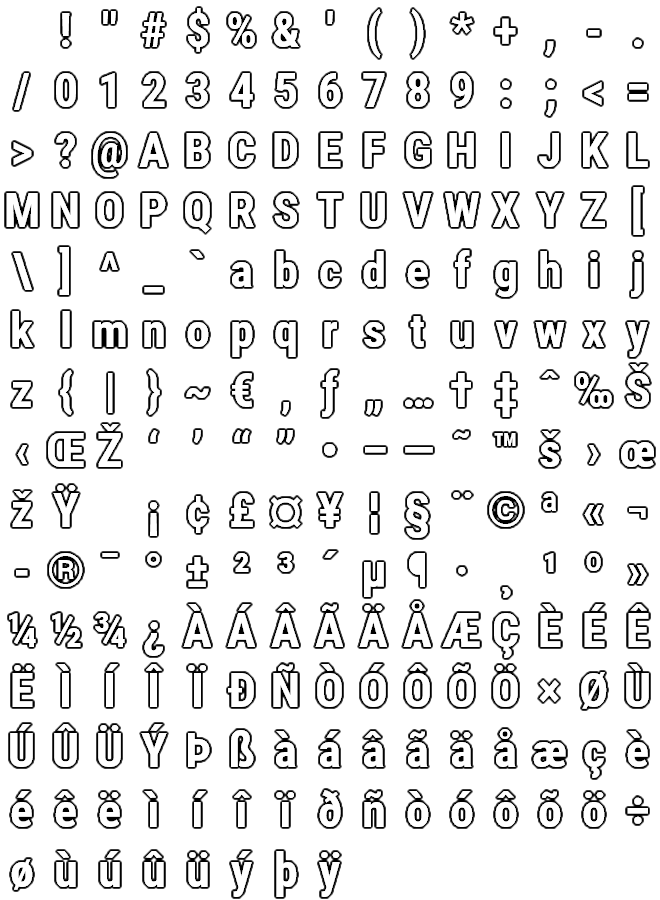 ! " # $ % & ' ( ) * + , - .
/ 0 1 2 3 4 5 6 7 8 9 : ; < =
> ? @ A B C D E F G H I J K L
M N O P Q R S T U V W X Y Z [
\ ] ^ _ ` a b c d e f g h i j
k l m n o p q r s t u v w x y
z { | } ~ € ‚ ƒ „ … † ‡ ˆ ‰ Š
‹ Œ Ž ‘ ’ “ ” • – — ˜ ™ š › œ
ž Ÿ ¡ ¢ £ ¤ ¥ ¦ § ¨ © ª « ¬
- ® ¯ ° ± ² ³ ´ µ ¶ · ¸ ¹ º »
¼ ½ ¾ ¿ À Á Â Ã Ä Å Æ Ç È É Ê
Ë Ì Í Î Ï Ð Ñ Ò Ó Ô Õ Ö × Ø Ù
Ú Û Ü Ý Þ ß à á â ã ä å æ ç è
é ê ë ì í î ï ð ñ ò ó ô õ ö ÷
ø ù ú û ü ý þ ÿ